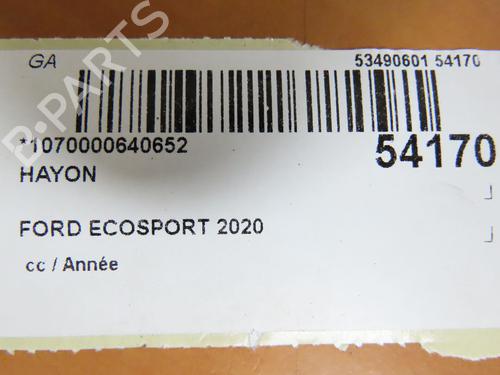 GA 53490601 54170
*1070000640652 54170
HAYON
FORD ECOSPORT 2020
cc / Année
B-PARTS